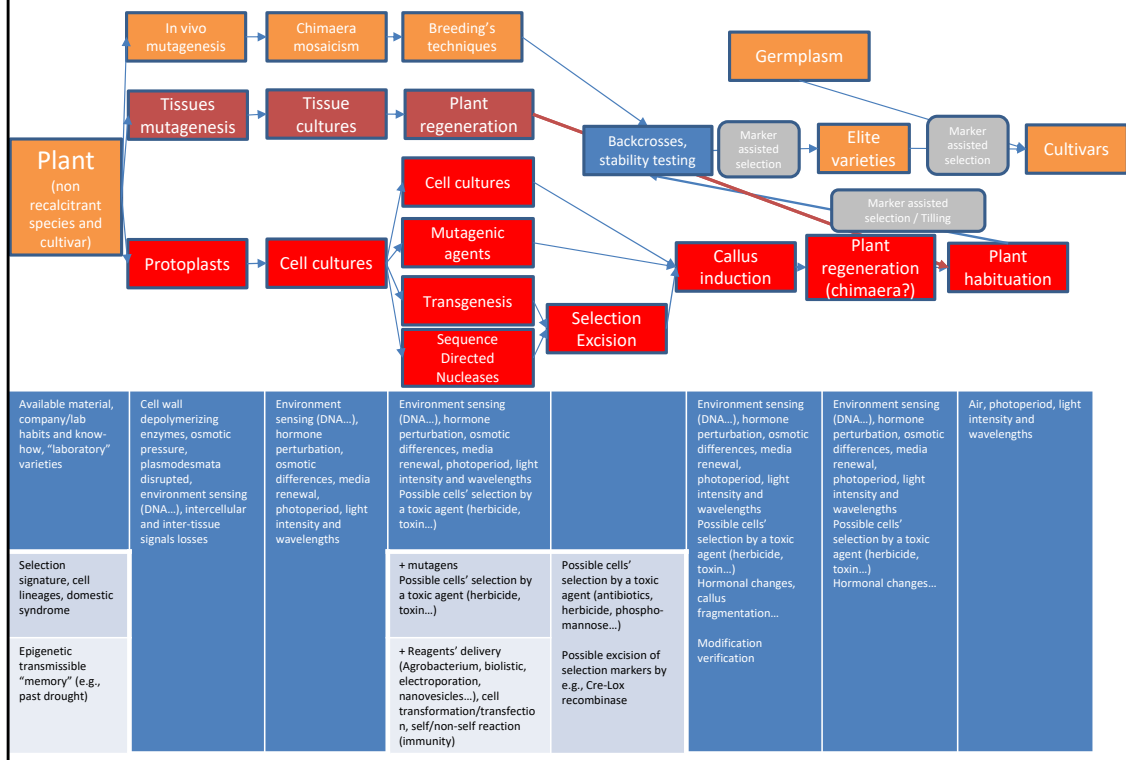 In vivo
mutagenesis
Chimaera
mosaicism
Breeding's
techniques
Germplasm
Tissues
mutagenesis
Tissue
cultures
Plant
regeneration
Plant
(non
recalcitrant
species and
cultivar)
Backcrosses,
stability testing
Marker
assisted
selection
Elite
varieties
Marker
assisted
selection
Cultivars
Cell cultures
Marker assisted
selection / Tilling
Mutagenic
agents
Protoplasts
Cell cultures
Callus
induction
Plant
regeneration
(chimaera?)
Plant
habituation
Transgenesis
Selection
Excision
Sequence
Directed
Nucleases
Available material,
company/lab
habits and know-
how, "laboratory"
varieties
Cell wall
depolymerizing
enzymes, osmotic
pressure,
plasmodesmata
disrupted,
environment sensing
(DNA…), intercellular
and inter-tissue
signals losses
Environment
sensing (DNA…),
hormone
perturbation,
osmotic
differences, media
renewal,
photoperiod, light
intensity and
wavelengths
Environment sensing
(DNA…), hormone
perturbation, osmotic
differences, media
renewal, photoperiod, light
intensity and wavelengths
Possible cells' selection by
a toxic agent (herbicide,
toxin…)
Environment sensing
(DNA…), hormone
perturbation, osmotic
differences, media
renewal,
photoperiod, light
intensity and
wavelengths
Possible cells'
selection by a toxic
agent (herbicide,
toxin…)
Hormonal changes,
callus
fragmentation…
Modification
verification
Environment sensing
(DNA…), hormone
perturbation, osmotic
differences, media
renewal,
photoperiod, light
intensity and
wavelengths
Possible cells'
selection by a toxic
agent (herbicide,
toxin…)
Hormonal changes…
Air, photoperiod, light
intensity and
wavelengths
Selection
signature, cell
lineages, domestic
syndrome
+ mutagens
Possible cells' selection by
a toxic agent (herbicide,
toxin…)
Possible cells'
selection by a toxic
agent (antibiotics,
herbicide, phospho-
mannose…)
Possible excision of
selection markers by
e.g., Cre-Lox
recombinase
Epigenetic
transmissible
"memory" (e.g.,
past drought)
+ Reagents' delivery
(Agrobacterium, biolistic,
electroporation,
nanovesicles…), cell
transformation/transfectio
n, self/non-self reaction
(immunity)